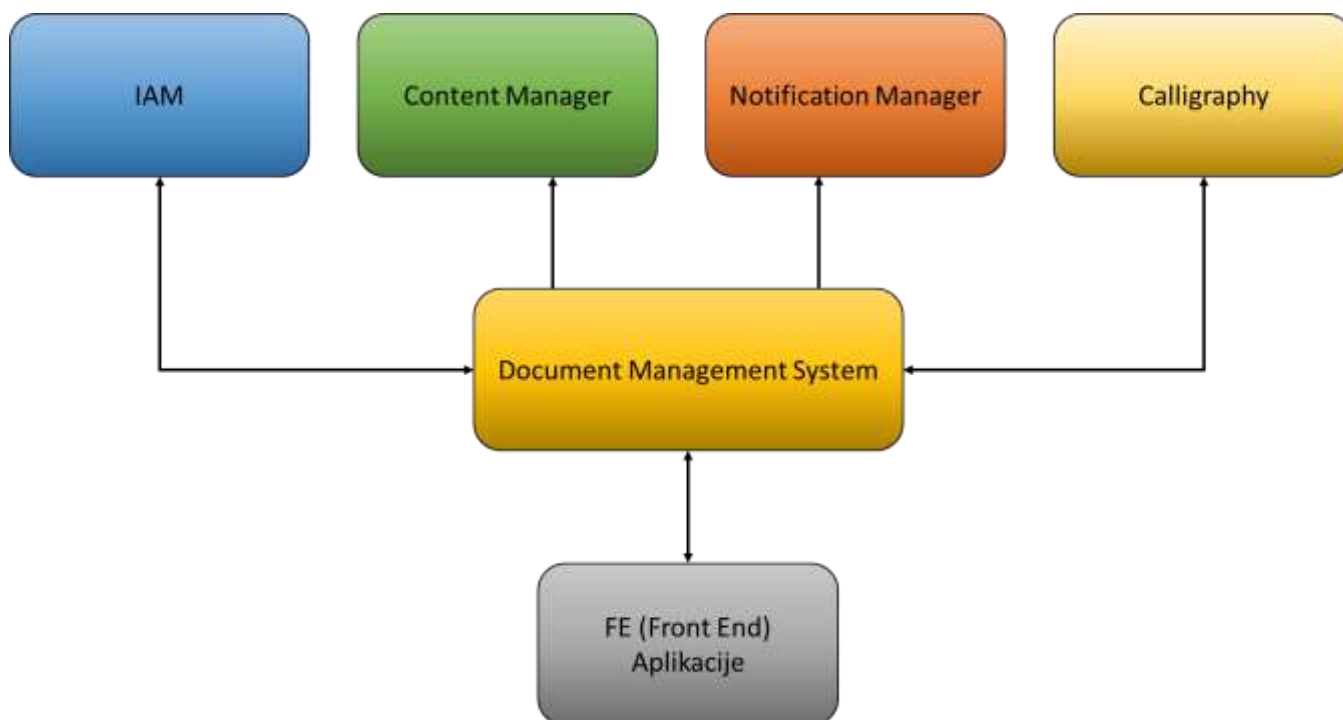 IAM
Content Manager
Notification Manager
Calligraphy
Document Management System
FE (Front End)
Aplikacije